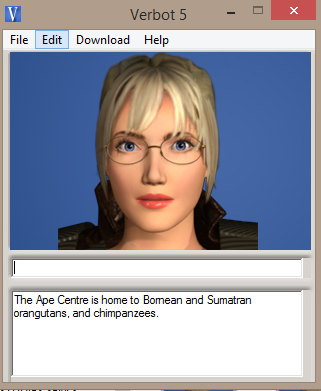 Verbot 5
File Edit Download Help
The Ape Centre is home to Bornean and Sumatran
orangutans, and chimpanzees.